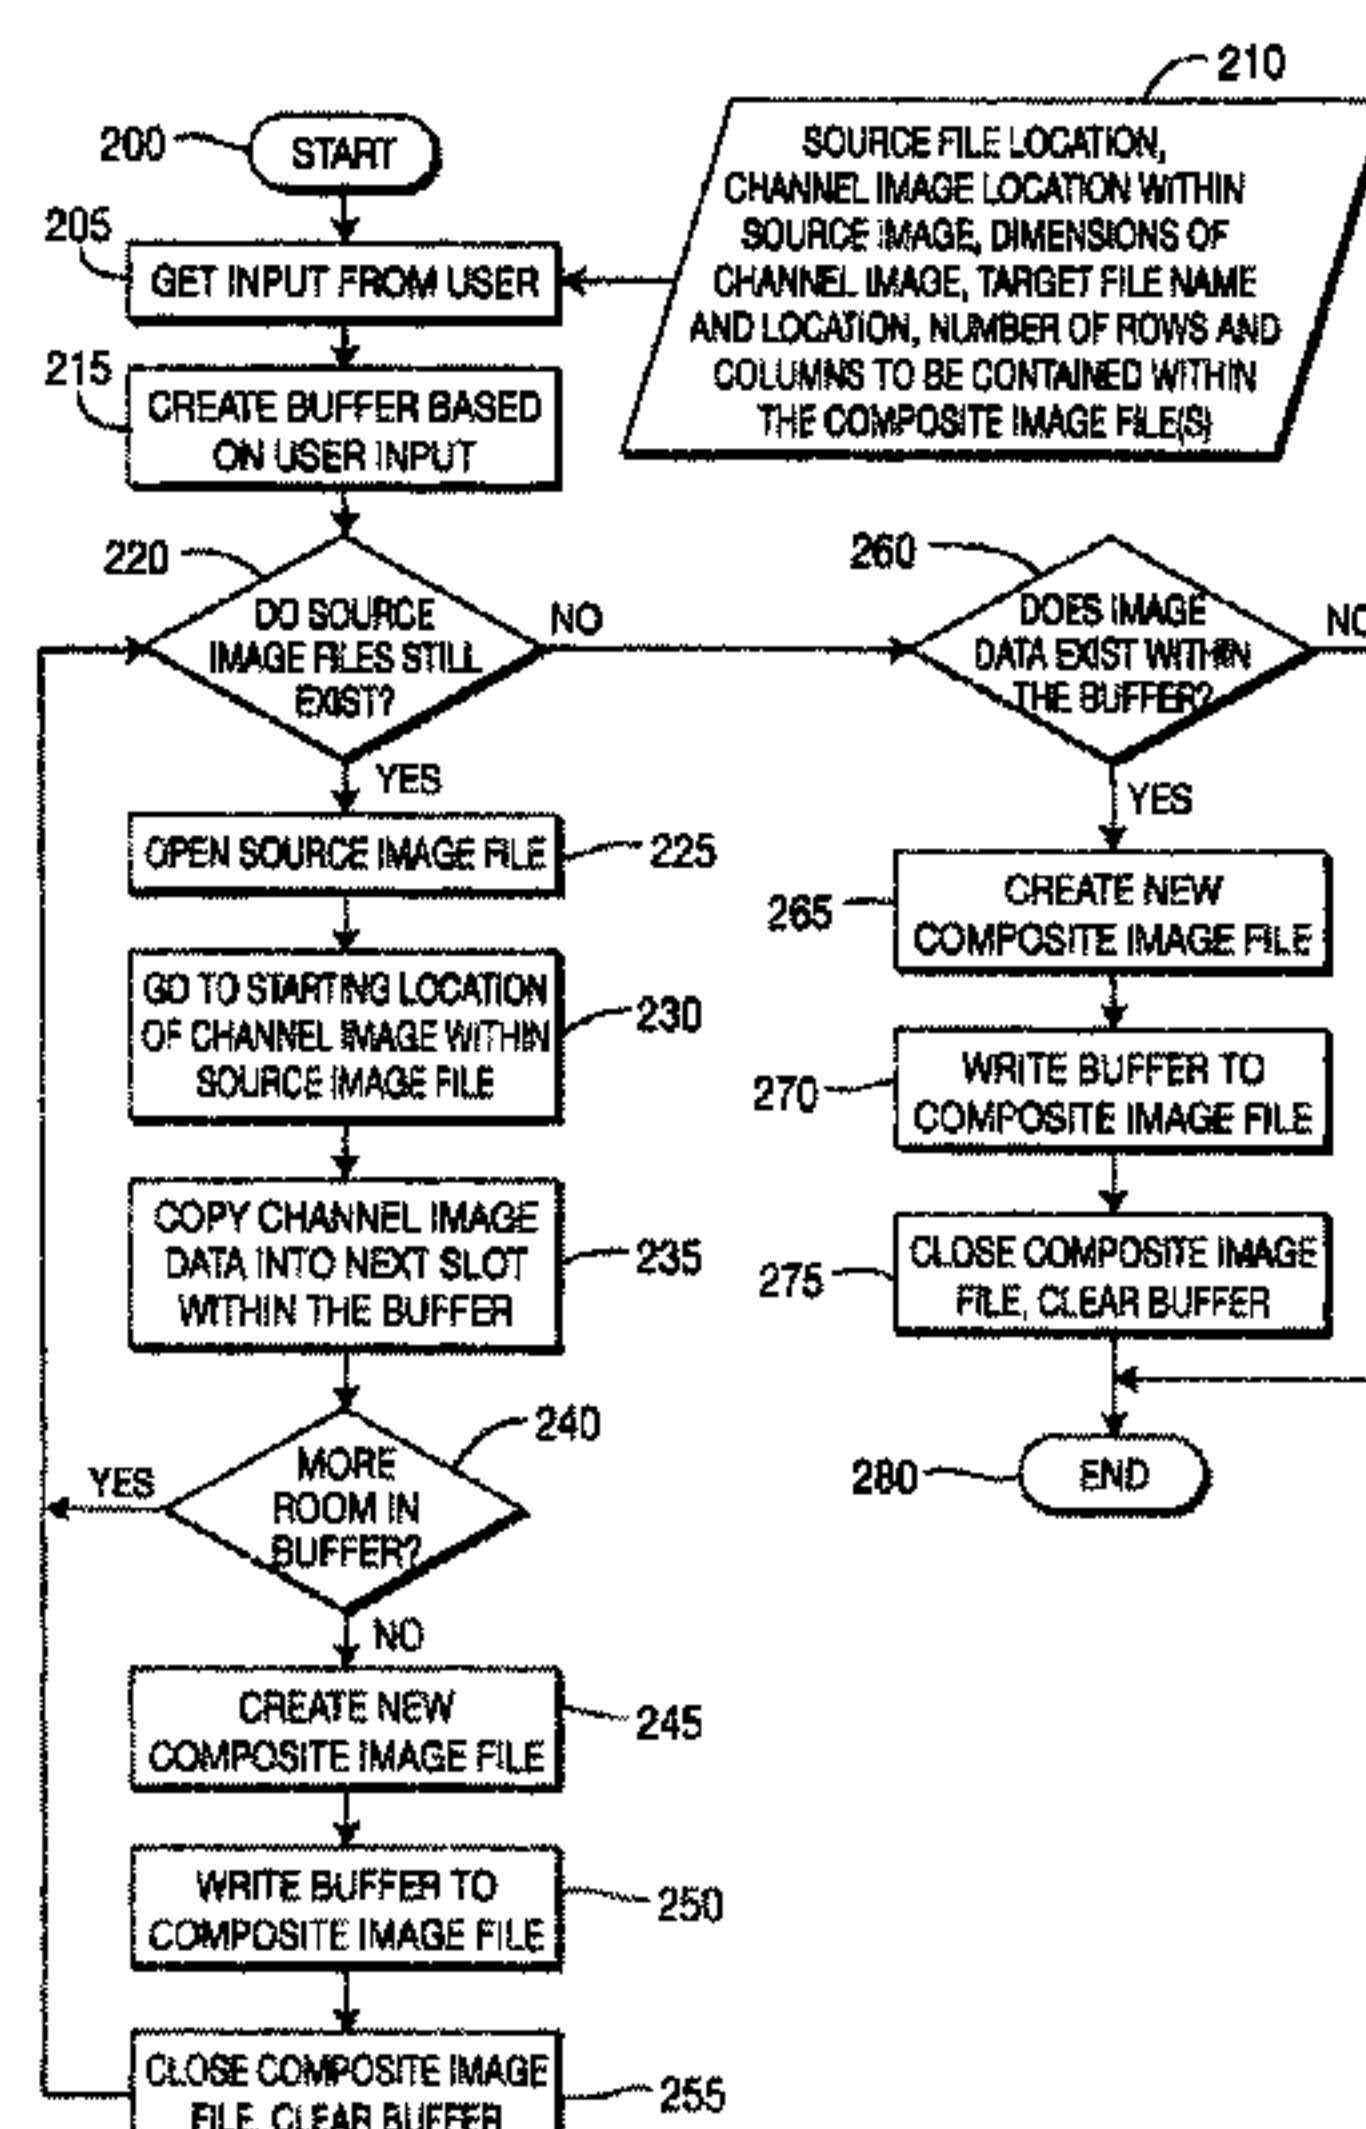 210
200
START
205
GET INPUT FROM USER
SOURCE FILE LOCATION,
CHANNEL IMAGE LOCATION WITHIN
SOURCE IMAGE, DIMENSIONS OF
CHANNEL IMAGE, TARGET FILE NAME
AND LOCATION, NUMBER OF ROWS AND
COLUMNS TO BE CONTAINED WITHIN
THE COMPOSITE IMAGE FILE(S)
215
CREATE BUFFER BASED
ON USER INPUT
220
DO SOURCE
IMAGE FILES STILL
EXIST?
NO
YES
260
DOES IMAGE
DATA EXIST WITHIN
THE BUFFER?
NO
YES
OPEN SOURCE IMAGE FILE
225
GO TO STARTING LOCATION
OF CHANNEL IMAGE WITHIN
SOURCE IMAGE FILE
230
COPY CHANNEL IMAGE
DATA INTO NEXT SLOT
WITHIN THE BUFFER
235
240
MORE
ROOM IN
BUFFER?
YES
NO
CREATE NEW
COMPOSITE IMAGE FILE
245
WRITE BUFFER TO
COMPOSITE IMAGE FILE
250
CLOSE COMPOSITE IMAGE
FILE, CLEAR BUFFER
255
265
CREATE NEW
COMPOSITE IMAGE FILE
270
WRITE BUFFER TO
COMPOSITE IMAGE FILE
275
CLOSE COMPOSITE IMAGE
FILE, CLEAR BUFFER
280
END